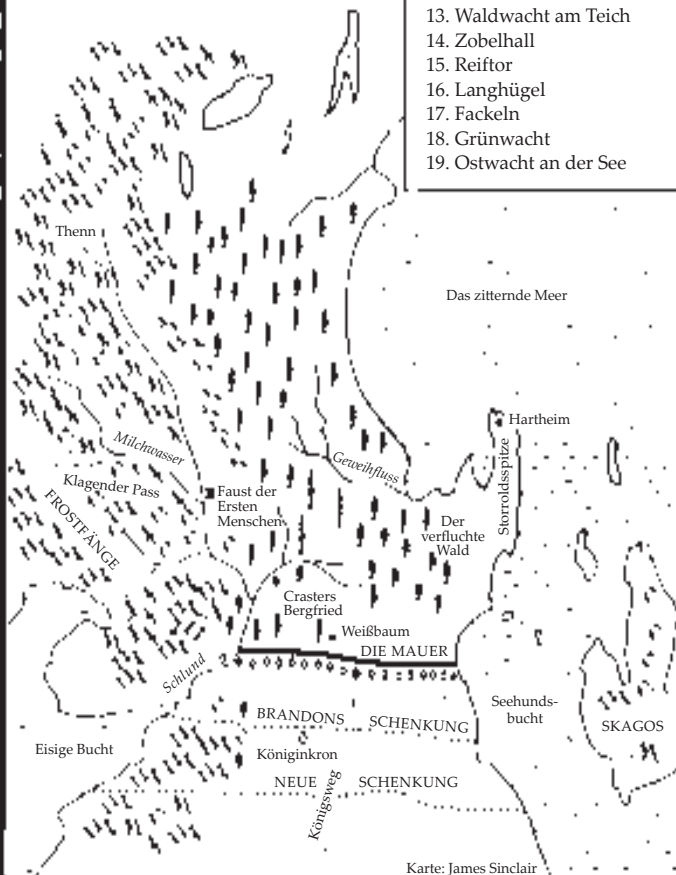 13. Waldwacht am Teich
14. Zobelhall
15. Reiftor
16. Langhügel
17. Fackeln
18. Grünwacht
19. Ostwacht an der See
Thenn
Das zitternde Meer
Hartheim
Milchwasser
Geweihfluss
Storroldsspitze
Klagender Pass
FROSTFÄNGE
Faust der
Ersten
Menschen
Der
verfluchte
Wald
Crasters
Bergfried
Weißbaum
DIE MAUER
Schlund
Seehunds-
bucht
SKAGOS
BRANDONS SCHENKUNG
Eisige Bucht
Königinkron
NEUE SCHENKUNG
Königsweg
Karte: James Sinclair